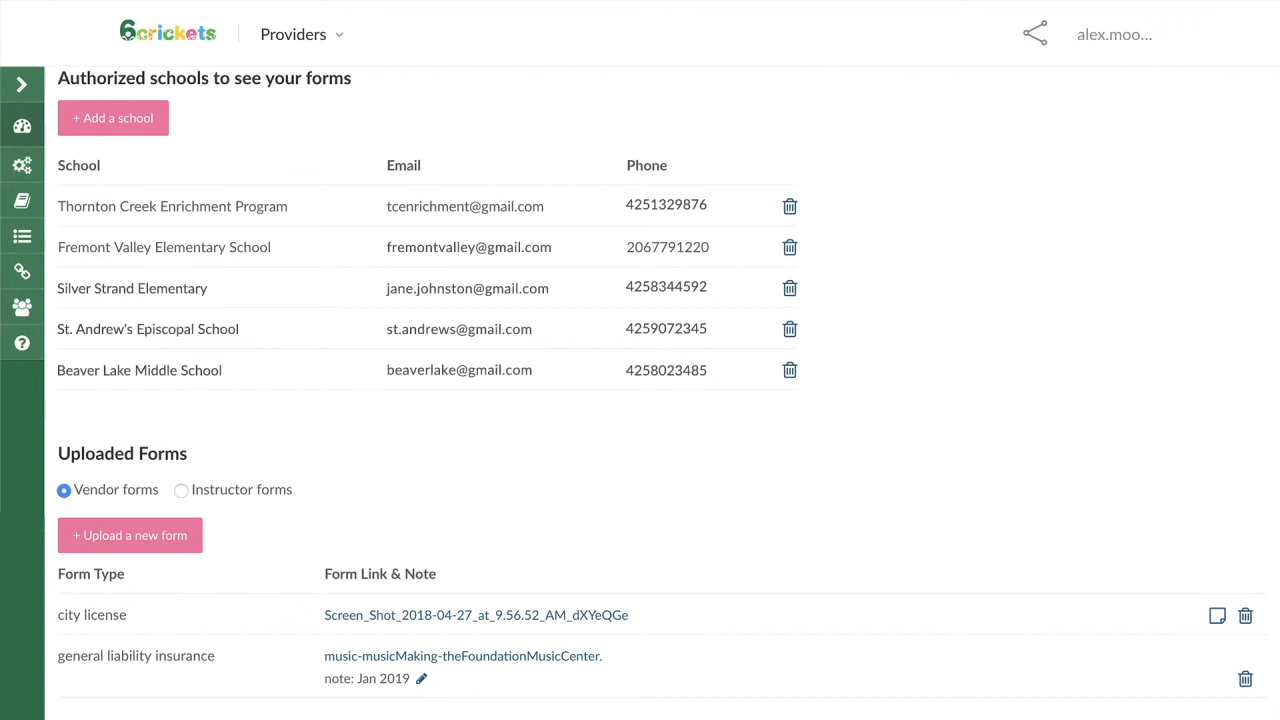 6crickets
Providers
alex.moo...
Authorized schools to see your forms
+ Add a school
School Email Phone
Thornton Creek Enrichment Program tcenrichment@gmail.com 4251329876
Fremont Valley Elementary School fremontvalley@gmail.com 2067791220
Silver Strand Elementary jane.johnston@gmail.com 4258344592
St. Andrew's Episcopal School st.andrews@gmail.com 4259072345
Beaver Lake Middle School beaverlake@gmail.com 4258023485
Uploaded Forms
Vendor forms Instructor forms
+ Upload a new form
Form Type Form Link & Note
city license Screen_Shot_2018-04-27_at_9.56.52_AM_dXYeQGe
general liability insurance music-musicMaking-theFoundationMusicCenter.
note: Jan 2019